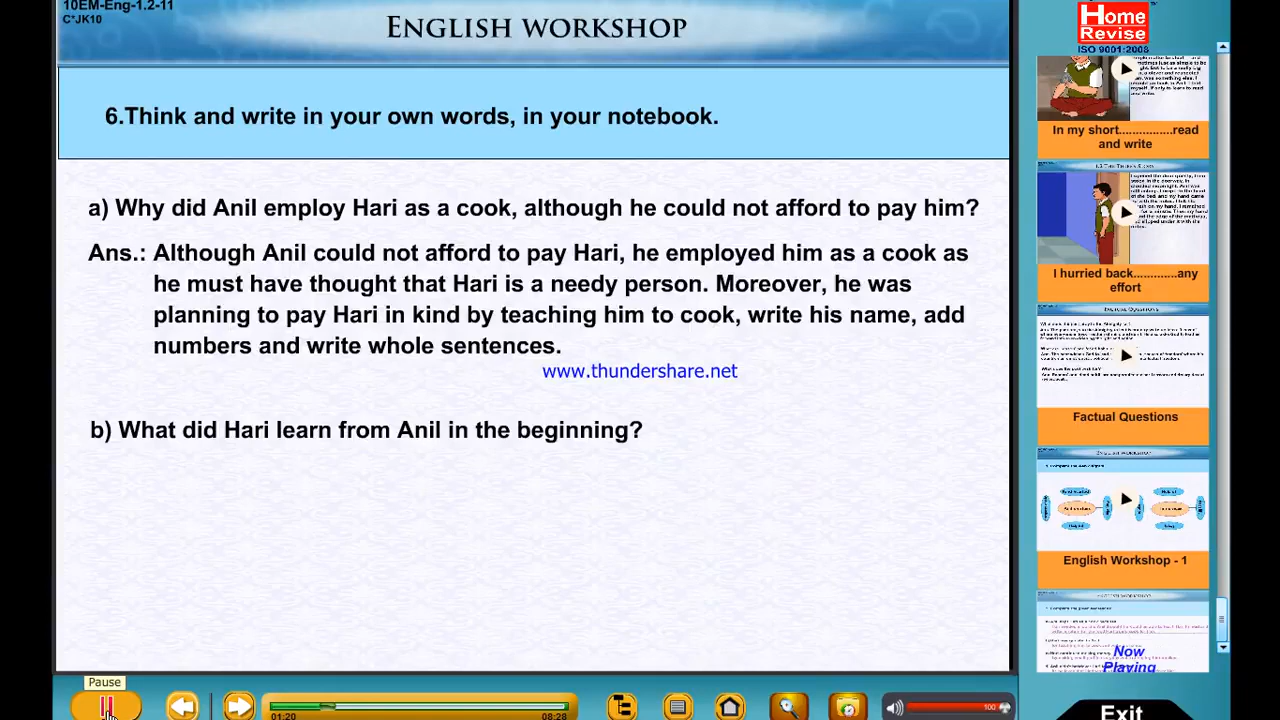 10EM-Eng-1.2-11
C+JK10
ENGLISH WORKSHOP
6.Think and write in your own words, in your notebook.
a) Why did Anil employ Hari as a cook, although he could not afford to pay him?
Ans.: Although Anil could not afford to pay Hari, he employed him as a cook as
he must have thought that Hari is a needy person. Moreover, he was
planning to pay Hari in kind by teaching him to cook, write his name, add
numbers and write whole sentences.
www.thundershare.net
b) What did Hari learn from Anil in the beginning?
Pause
01:20
08:28
100
Home
Revise
ISO 9001:2008
In my short................read
and write
I hurried back............any
effort
Factual Questions
English Workshop - 1
Now
Playing
Exit